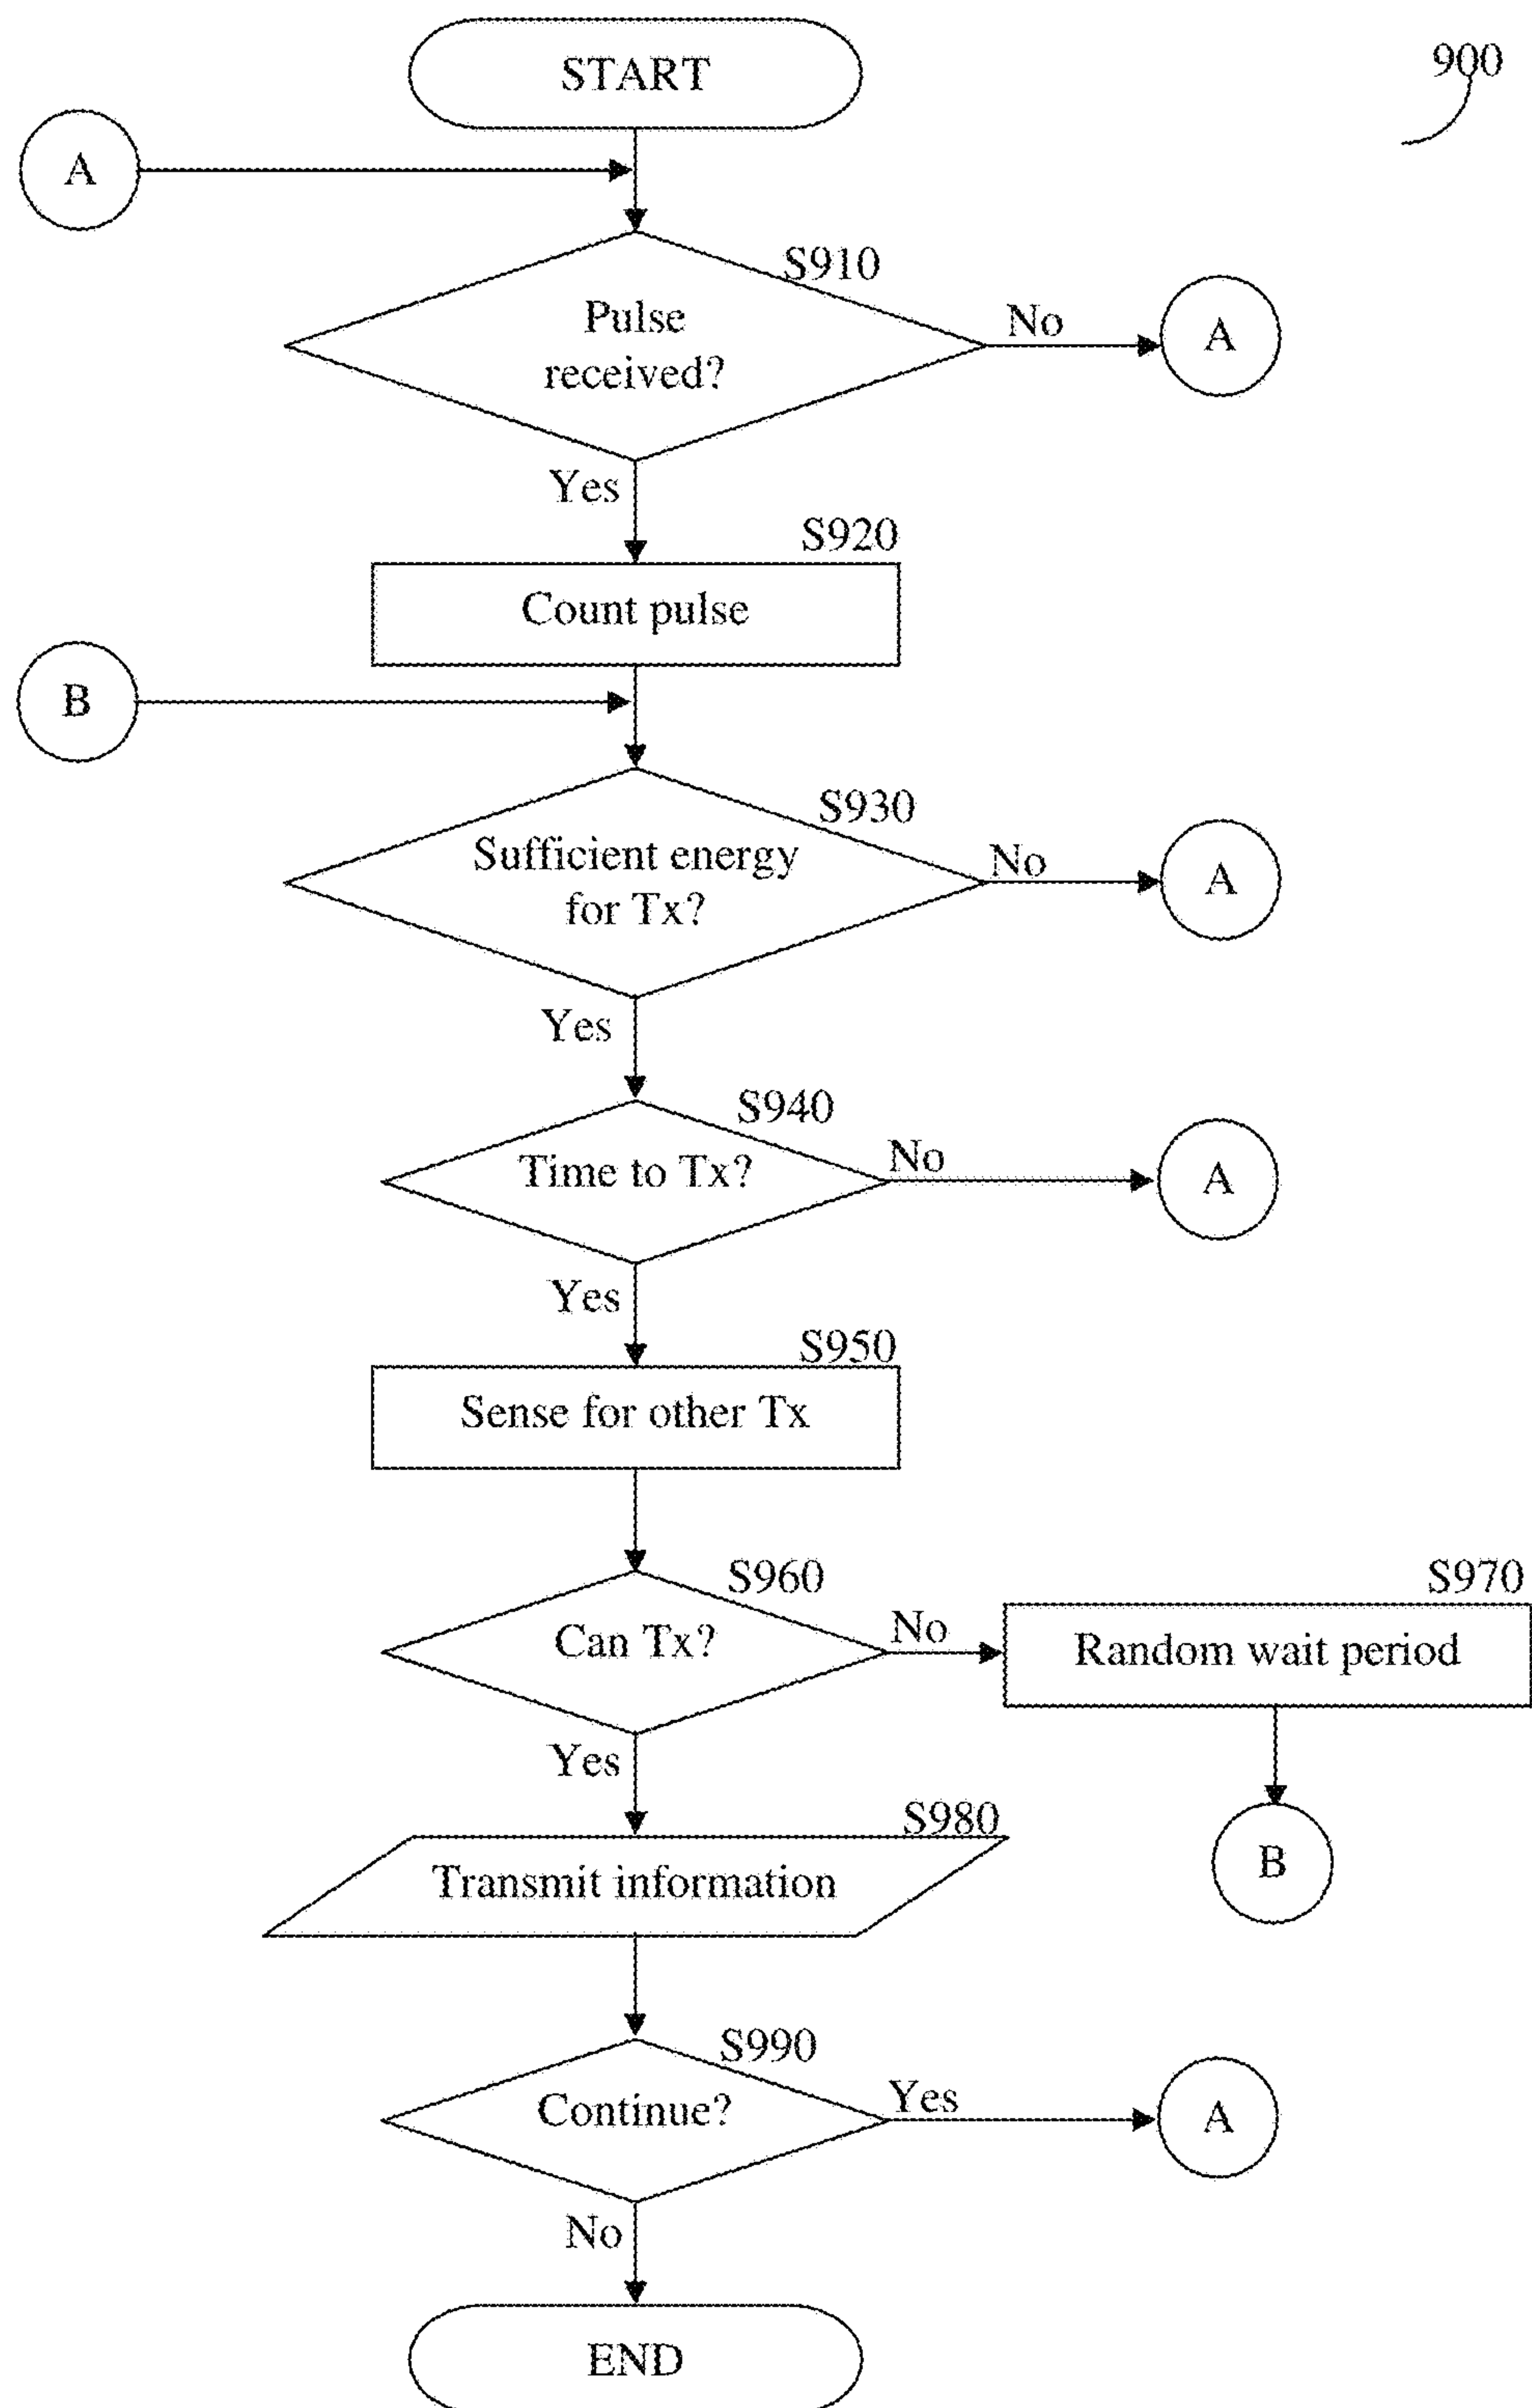 START
900
A
S910
Pulse
received?
No
A
Yes
S920
Count pulse
B
S930
Sufficient energy
for Tx?
No
A
Yes
S940
Time to Tx?
No
A
Yes
S950
Sense for other Tx
S960
Can Tx?
No
S970
Random wait period
Yes
B
S980
Transmit information
S990
Continue?
Yes
A
No
END